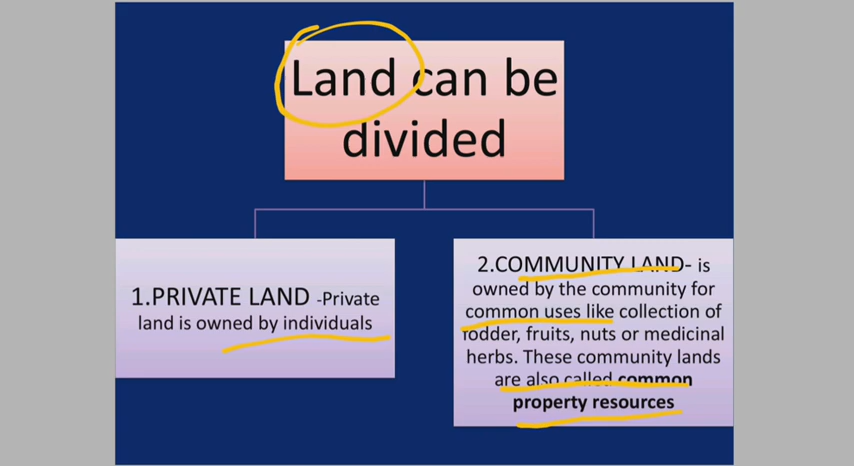 Land can be
divided
1.PRIVATE LAND -Private
land is owned by individuals
2.COMMUNITY LAND- is
owned by the community for
common uses like collection of
fodder, fruits, nuts or medicinal
herbs. These community lands
are also called common
property resources